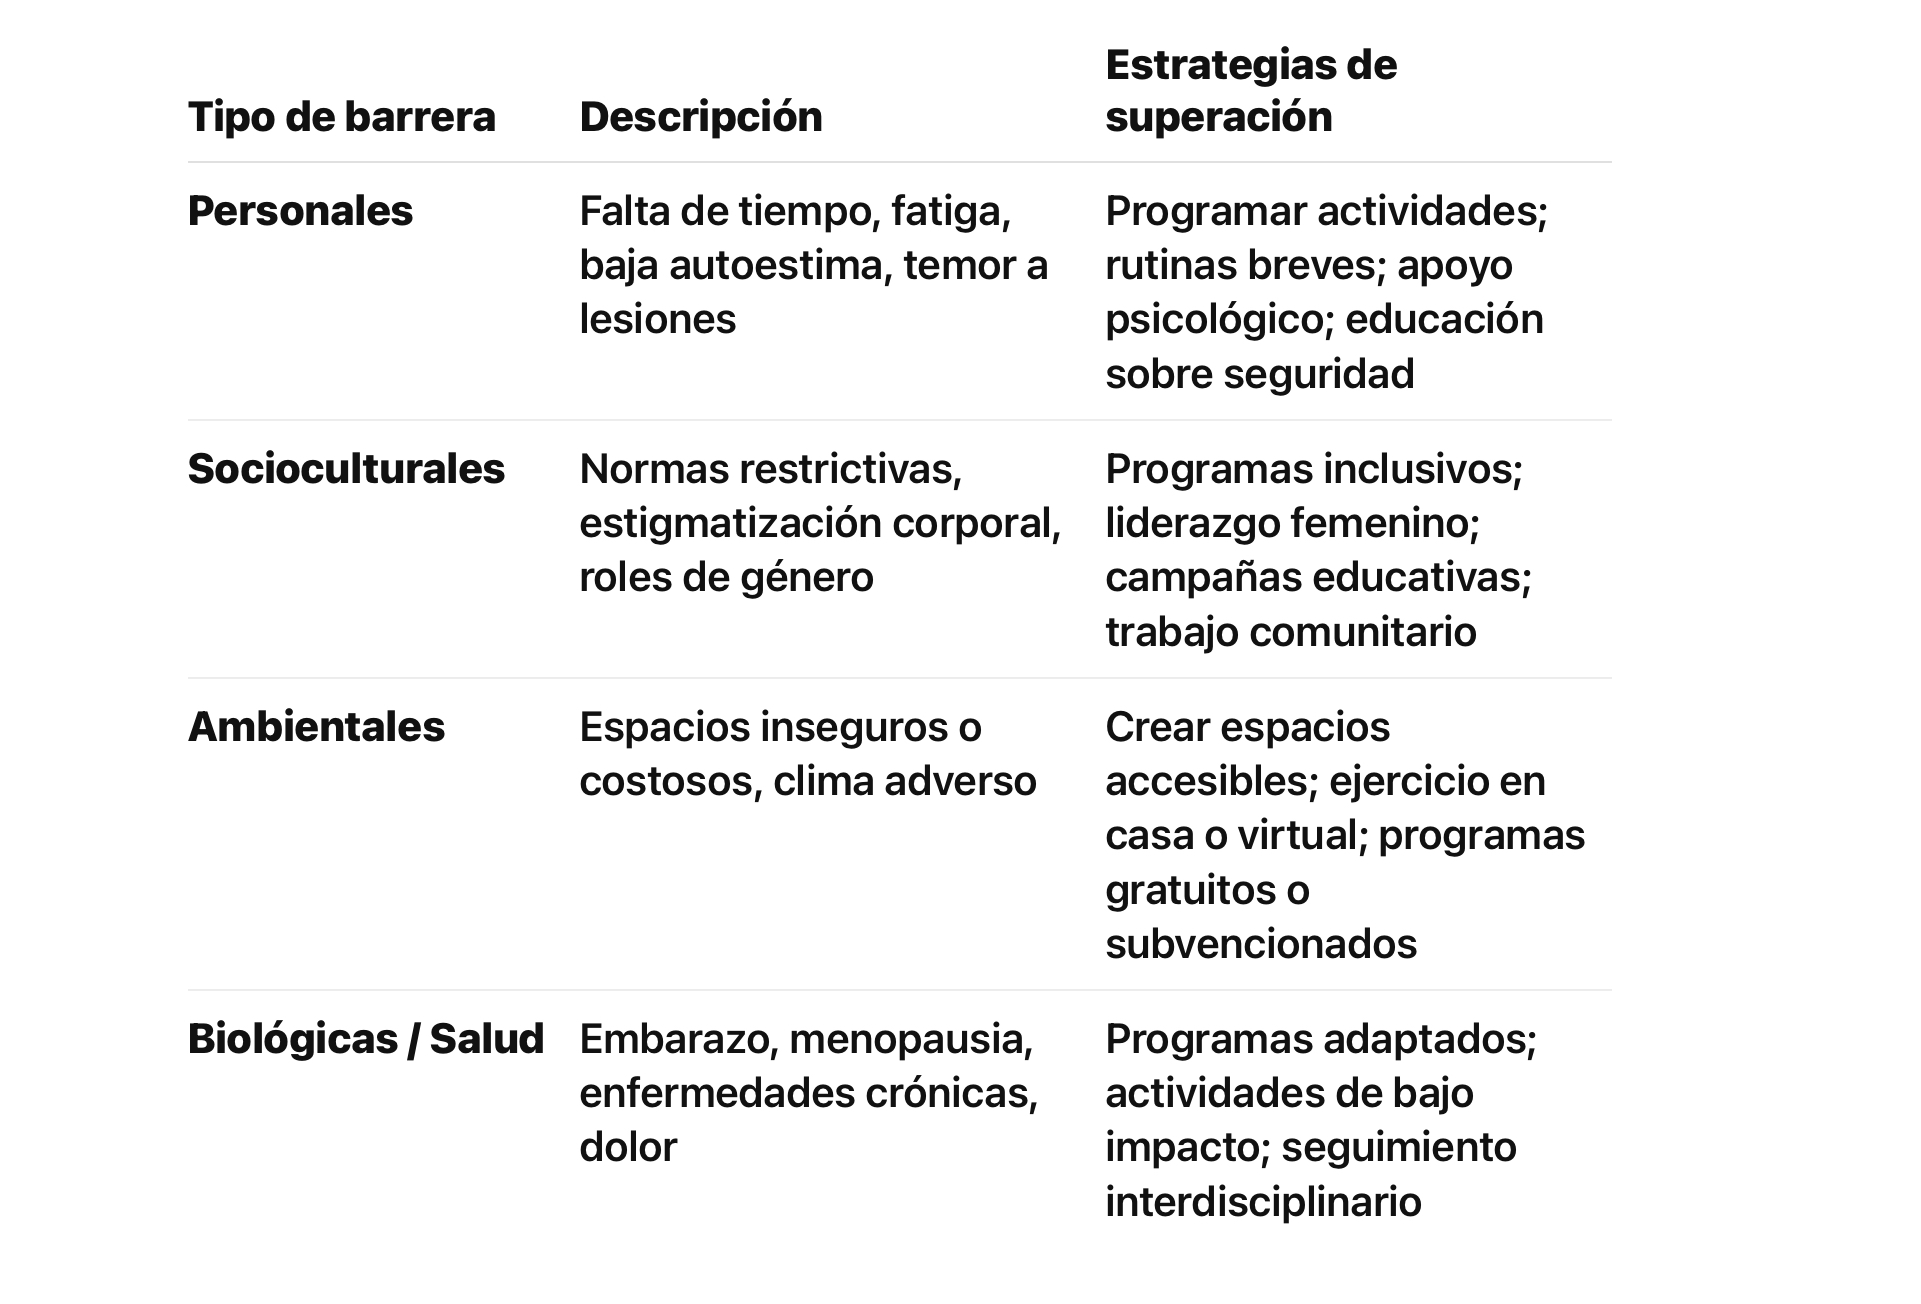 Tipo de barrera
Descripción
Estrategias de
superación
Personales
Falta de tiempo, fatiga,
baja autoestima, temor a
lesiones
Programar actividades;
rutinas breves; apoyo
psicológico; educación
sobre seguridad
Socioculturales
Normas restrictivas,
estigmatización corporal,
roles de género
Programas inclusivos;
liderazgo femenino;
campañas educativas;
trabajo comunitario
Ambientales
Espacios inseguros o
costosos, clima adverso
Crear espacios
accesibles; ejercicio en
casa o virtual; programas
gratuitos o
subvencionados
Biológicas / Salud
Embarazo, menopausia,
enfermedades crónicas,
dolor
Programas adaptados;
actividades de bajo
impacto; seguimiento
interdisciplinario